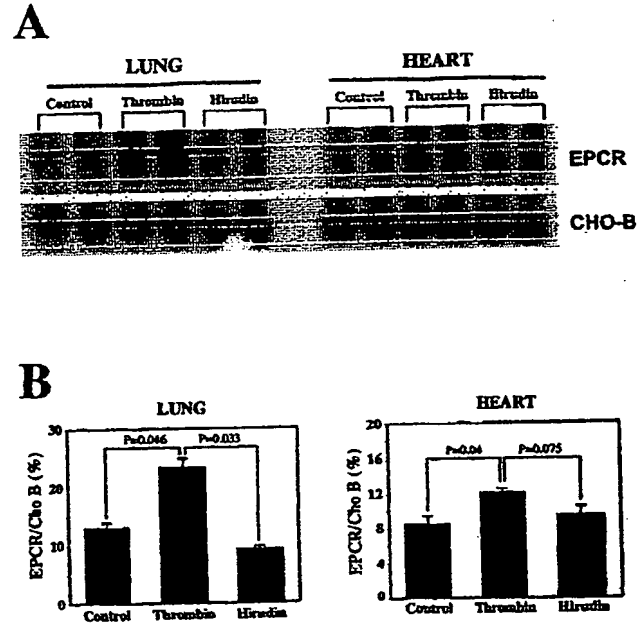 A
LUNG HEART
Control Thrombin Hirudin Control Thrombin Hirudin
EPCR
CHO-B
B
LUNG
EPCR/Cho B (%)
30
20
10
0
P=0.046 P=0.033
Control Thrombin Hirudin
HEART
EPCR/Cho B (%)
20
16
12
8
4
0
P=0.04 P=0.075
Control Thrombin Hirudin